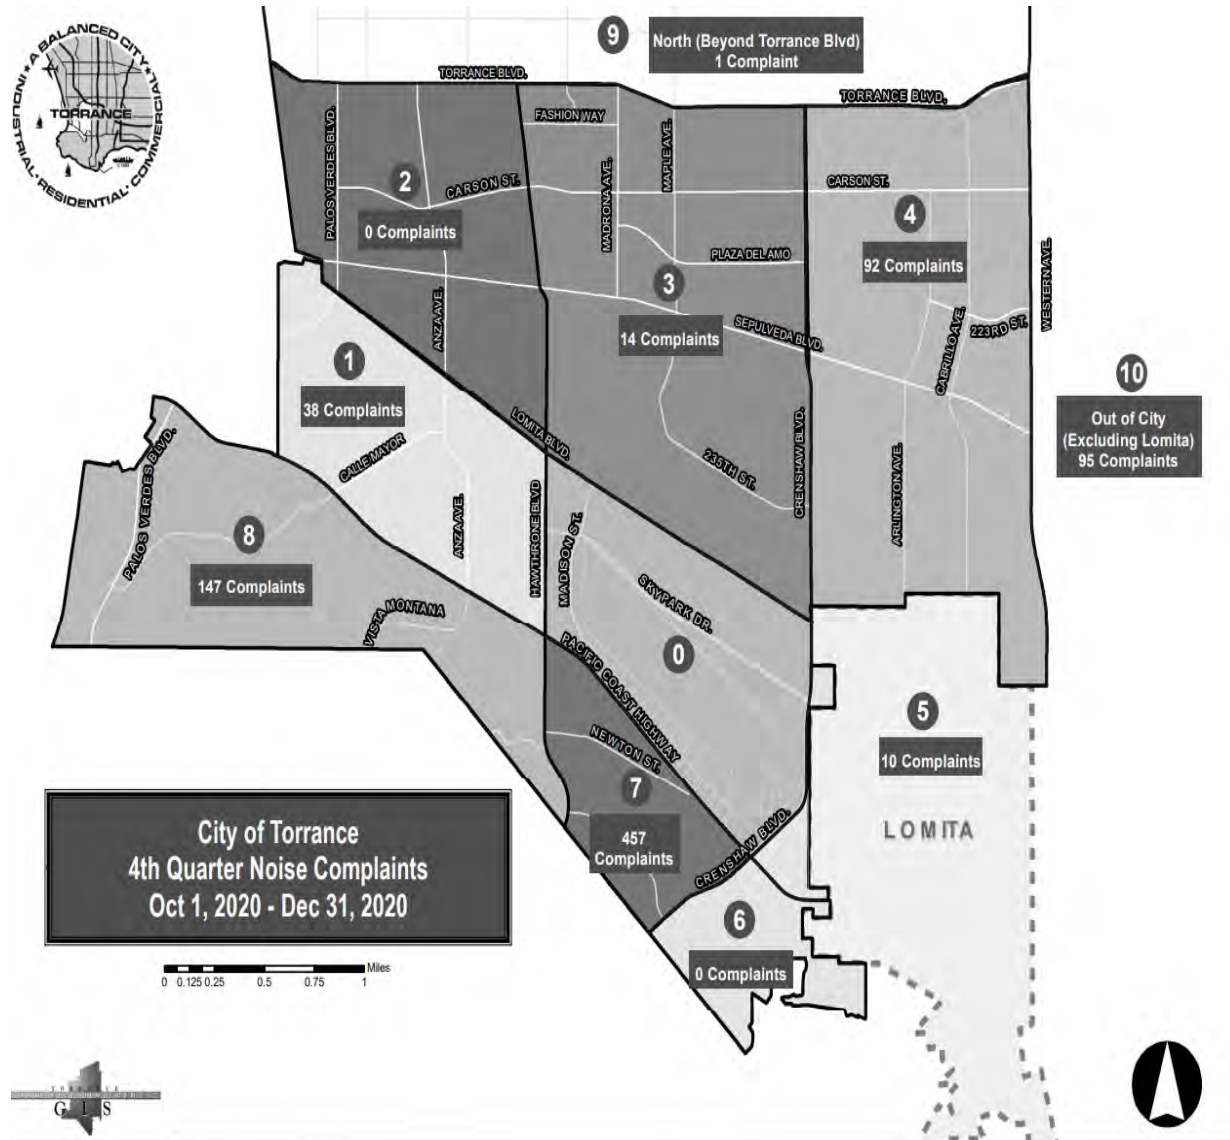 A BALANCED CITY
INDUSTRIAL • RESIDENTIAL • COMMERCIAL
TORRANCE
9
North (Beyond Torrance Blvd)
1 Complaint
TORRANCE BLVD.
TORRANCE BLVD.
PALOS VERDES BLVD.
FASHION WAY
MADRONA AVE.
MAPLE AVE.
2
CARSON ST.
CARSON ST.
0 Complaints
4
92 Complaints
PLAZA DEL AMO
3
14 Complaints
SEPULVEDA BLVD.
ANZA AVE.
WESTERN AVE.
223RD ST.
CABRILLO AVE.
1
38 Complaints
10
Out of City
(Excluding Lomita)
95 Complaints
LOMITA BLVD.
CALLE MAYOR
PALOS VERDES BLVD.
235TH ST.
CRENSHAW BLVD.
ARLINGTON AVE.
8
147 Complaints
ANZA AVE.
HAWTHRONE BLVD
MADISON ST.
SKYPARK DR.
VISTA MONTANA
0
PACIFIC COAST HIGHWAY
5
10 Complaints
LOMITA
NEWTON ST.
7
457
Complaints
CRENSHAW BLVD.
6
0 Complaints
City of Torrance
4th Quarter Noise Complaints
Oct 1, 2020 - Dec 31, 2020
Miles
0 0.125 0.25 0.5 0.75 1
TORRANCE
G I S